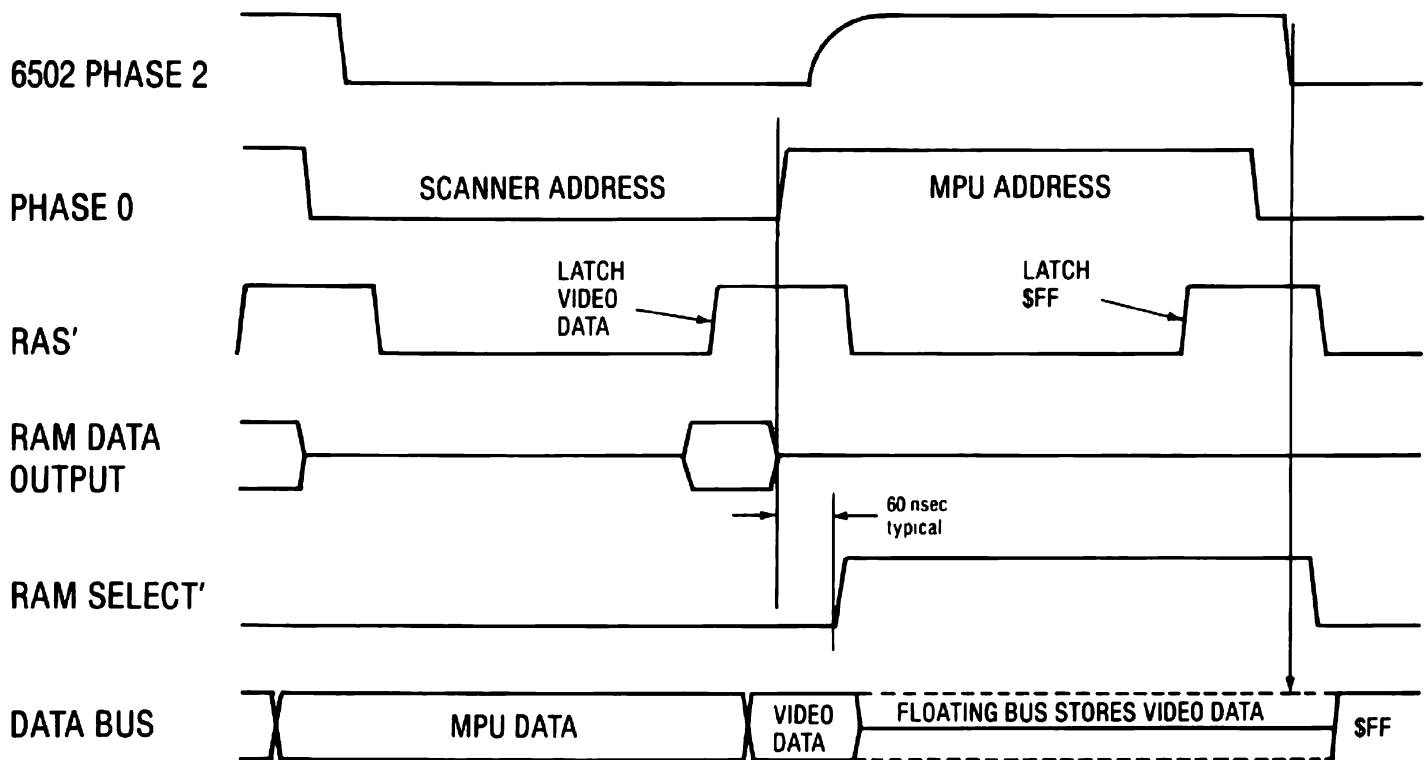 6502 PHASE 2
PHASE 0
SCANNER ADDRESS
MPU ADDRESS
RAS'
LATCH
VIDEO
DATA
LATCH
$FF
RAM DATA
OUTPUT
60 nsec
typical
RAM SELECT'
DATA BUS
MPU DATA
VIDEO
DATA
FLOATING BUS STORES VIDEO DATA
$FF